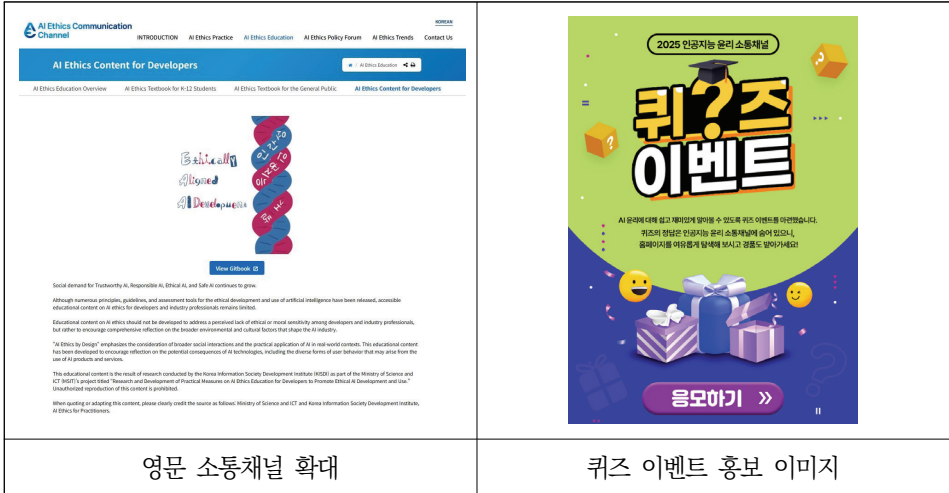 AI Ethics Communication
Channel
KOREAN
INTRODUCTION AI Ethics Practice AI Ethics Education AI Ethics Policy Forum AI Ethics Trends Contact Us
AI Ethics Content for Developers
AI Ethics Education
AI Ethics Education Overview AI Ethics Textbook for K-12 Students AI Ethics Textbook for the General Public AI Ethics Content for Developers
Ethically
Aligned
AI Development
View Gitbook
Social demand for Trustworthy AI, Responsible AI, Ethical AI, and Safe AI continues to grow.
Although numerous principles, guidelines, and assessment tools for the ethical development and use of artificial intelligence have been released, accessible
educational content on AI ethics for developers and industry professionals remains limited.
Educational content on AI ethics should not be developed to address a perceived lack of ethical or moral sensitivity among developers and industry professionals,
but rather to encourage comprehensive reflection on the broader environmental and cultural factors that shape the AI industry.
"AI Ethics by Design" emphasizes the consideration of broader social interactions and the practical application of AI in real-world contexts. This educational content
has been developed to encourage reflection on the potential consequences of AI technologies, including the diverse forms of user behavior that may arise from the
use of AI products and services.
This educational content is the result of research conducted by the Korea Information Society Development Institute (KISDI) as part of the Ministry of Science and
ICT (MSIT)'s project titled "Research and Development of Practical Measures on AI Ethics Education for Developers to Promote Ethical AI Development and Use."
Unauthorized reproduction of this content is prohibited.
When quoting or adapting this content, please clearly credit the source as follows: Ministry of Science and ICT and Korea Information Society Development Institute,
AI Ethics for Practitioners.
영문 소통채널 확대
2025 인공지능 윤리 소통채널
퀴?즈
이벤트
AI 윤리에 대해 쉽고 재미있게 알아볼 수 있도록 퀴즈 이벤트를 마련했습니다.
퀴즈의 정답은 인공지능 윤리 소통채널에 숨어 있으니,
홈페이지를 여유롭게 탐색해 보시고 경품도 받아가세요!
응모하기 »
퀴즈 이벤트 홍보 이미지